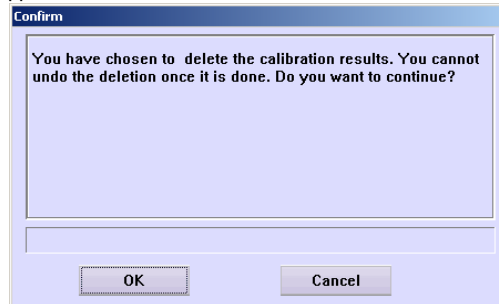 Confirm
You have chosen to  delete the calibration results. You cannot
undo the deletion once it is done. Do you want to continue?
OK
Cancel